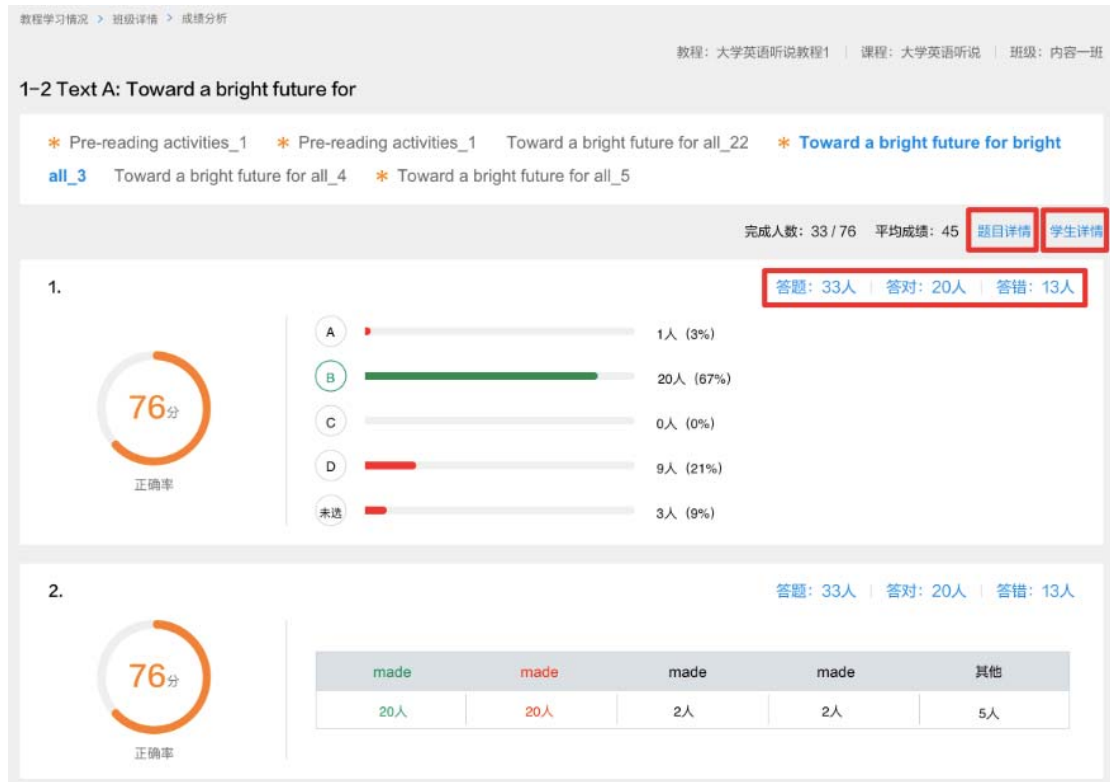 教程学习情况 > 班级详情 > 成绩分析
教程：大学英语听说教程1 | 课程：大学英语听说 | 班级：内容一班
1-2 Text A: Toward a bright future for
* Pre-reading activities_1 * Pre-reading activities_1 Toward a bright future for all_22 * Toward a bright future for bright
all_3 Toward a bright future for all_4 * Toward a bright future for all_5
完成人数：33 / 76 平均成绩：45 题目详情 学生详情
1. 答题：33人 | 答对：20人 | 答错：13人
A 1人 (3%)
B 20人 (67%)
C 0人 (0%)
D 9人 (21%)
未选 3人 (9%)
76分
正确率
2. 答题：33人 | 答对：20人 | 答错：13人
76分
正确率
made made made made 其他
20人 20人 2人 2人 5人